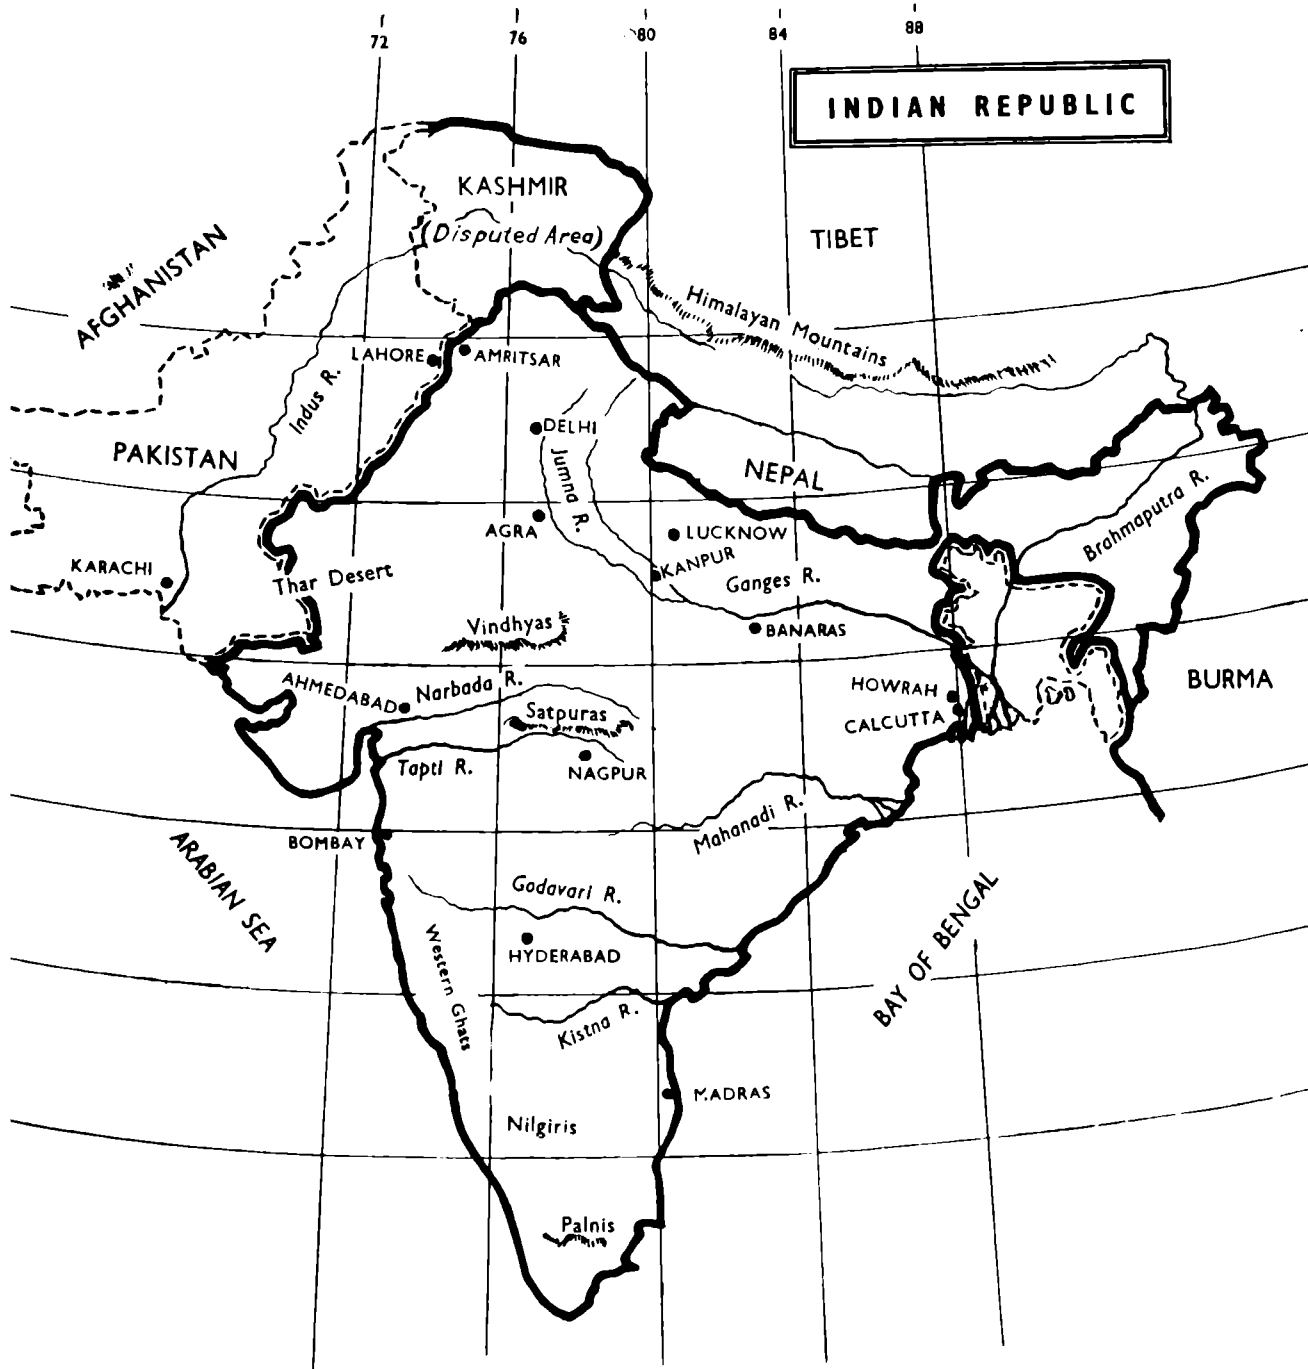 72
76
80
84
88
INDIAN REPUBLIC
KASHMIR
(Disputed Area)
TIBET
AFGHANISTAN
Himalayan Mountains
LAHORE
AMRITSAR
Indus R.
DELHI
PAKISTAN
NEPAL
Jumna R.
Brahmaputra R.
AGRA
LUCKNOW
KANPUR
KARACHI
Thar Desert
Ganges R.
Vindhyas
BANARAS
AHMEDABAD
Narbada R.
HOWRAH
BURMA
Satpuras
CALCUTTA
Tapti R.
NAGPUR
Mahanadi R.
BOMBAY
ARABIAN SEA
Godavari R.
BAY OF BENGAL
HYDERABAD
Western Ghats
Kistna R.
MADRAS
Nilgiris
Palnis